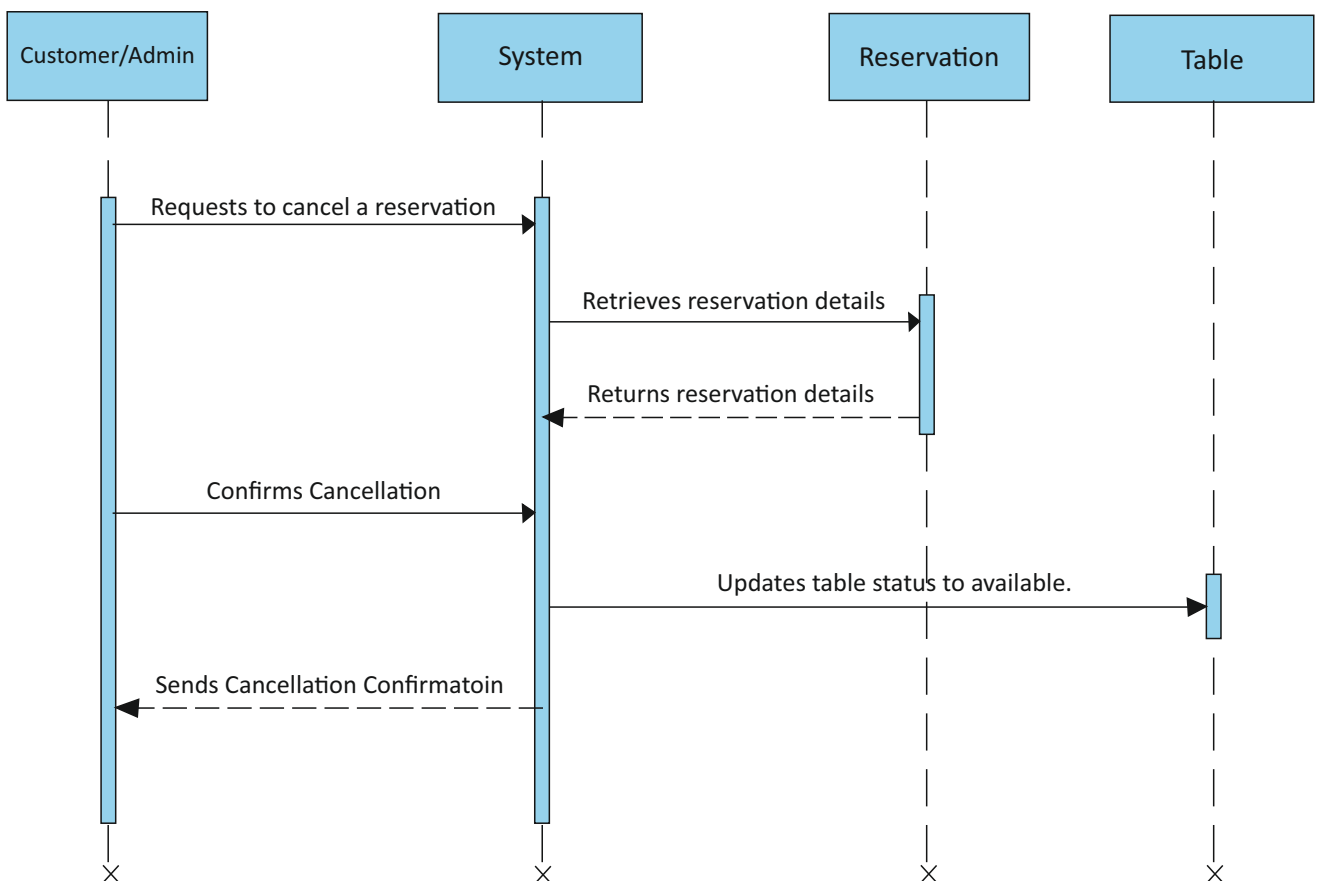 Customer/Admin
System
Reservation
Table
Requests to cancel a reservation
Retrieves reservation details
Returns reservation details
Confirms Cancellation
Updates table status to available.
Sends Cancellation Confirmatoin